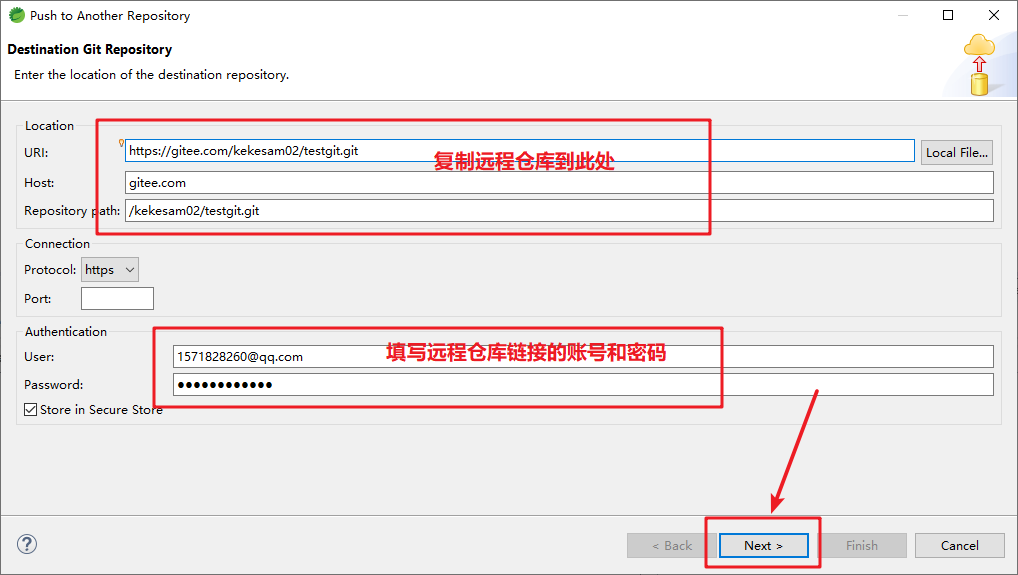 Push to Another Repository
Destination Git Repository
Enter the location of the destination repository.
Location
URI: https://gitee.com/kekesam02/testgit.git Local File...
复制远程仓库到此处
Host: gitee.com
Repository path: /kekesam02/testgit.git
Connection
Protocol: https
Port:
Authentication
User: 1571828260@qq.com
填写远程仓库链接的账号和密码
Password: ●●●●●●●●●●●●
Store in Secure Store
? < Back Next > Finish Cancel